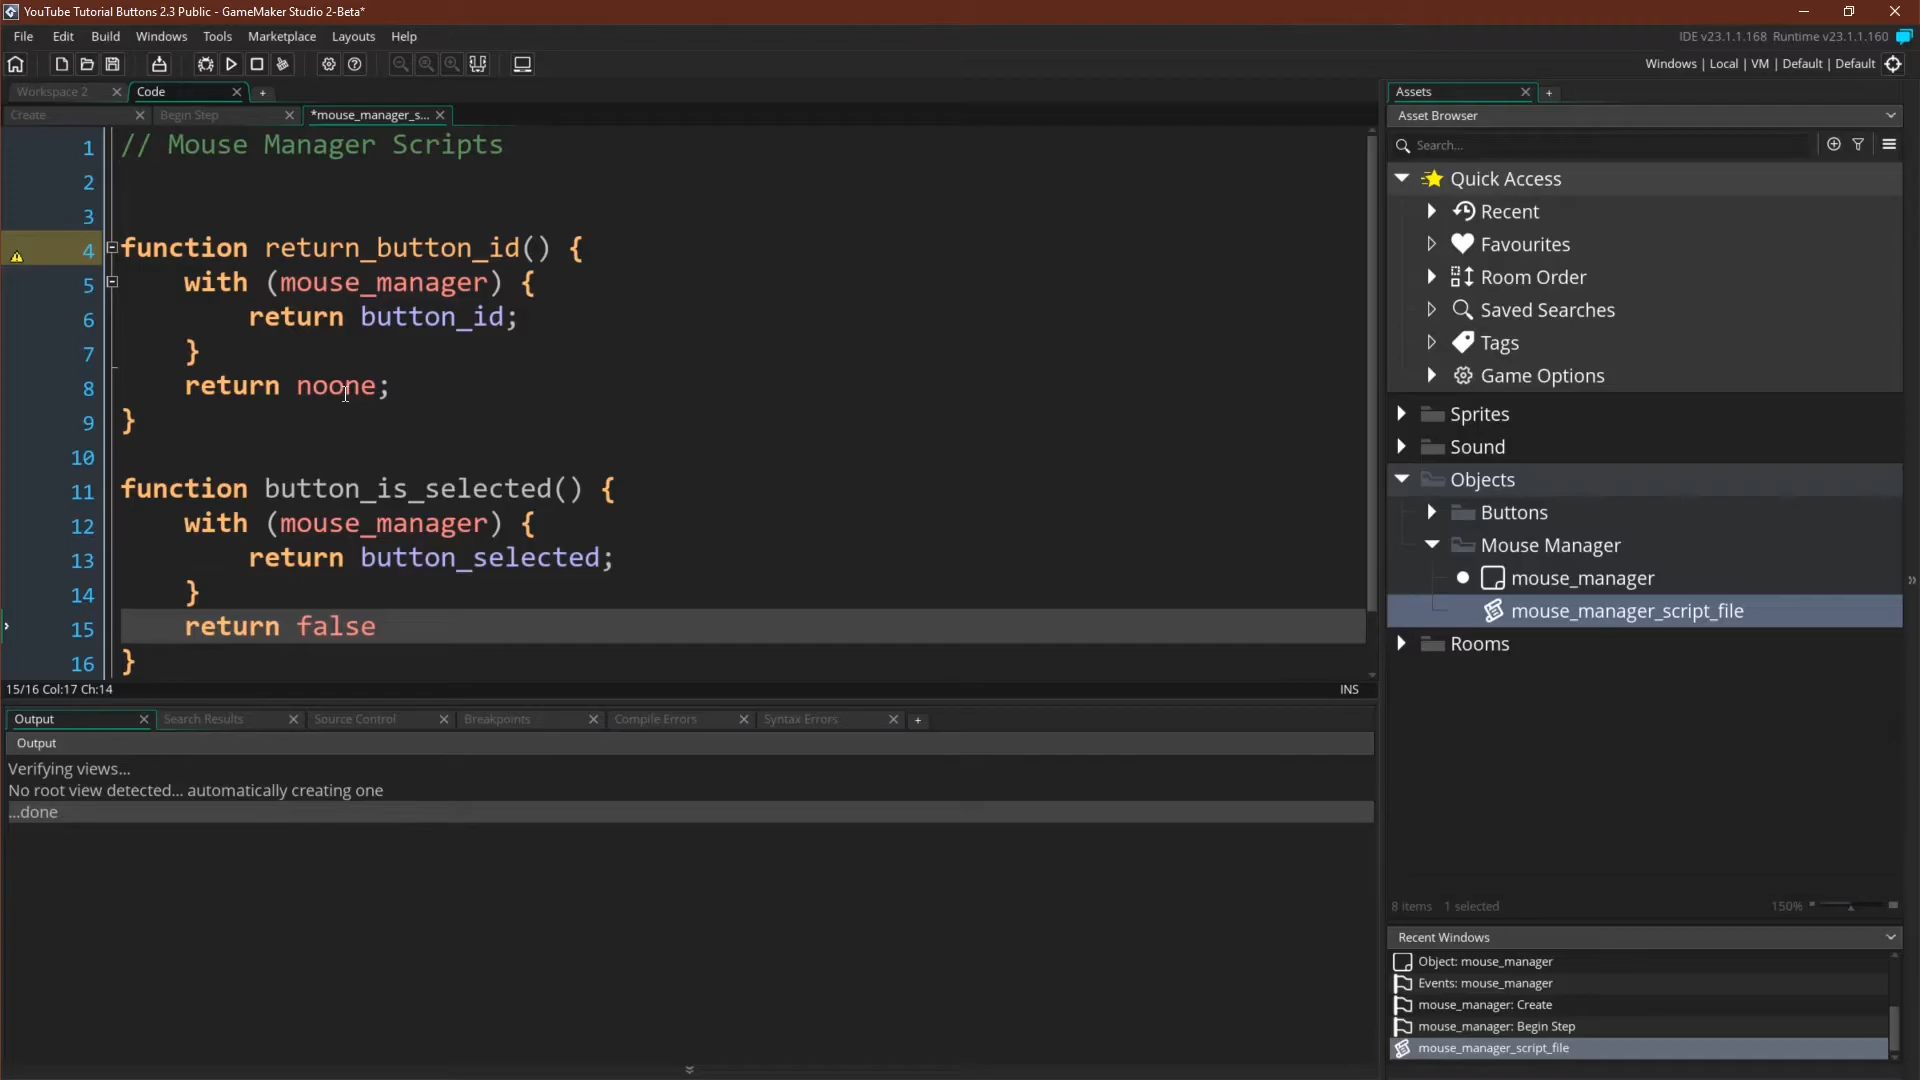 YouTube Tutorial Buttons 2.3 Public - GameMaker Studio 2-Beta*
File Edit Build Windows Tools Marketplace Layouts Help
IDE v23.1.1.168 Runtime v23.1.1.160
Windows | Local | VM | Default | Default
Workspace 2
Code
Create
Begin Step
*mouse_manager_s...
1 // Mouse Manager Scripts
2
3
4 function return_button_id() {
5 with (mouse_manager) {
6 return button_id;
7 }
8 return noone;
9 }
10
11 function button_is_selected() {
12 with (mouse_manager) {
13 return button_selected;
14 }
15 return false
16 }
15/16 Col:17 Ch:14
INS
Output Search Results Source Control Breakpoints Compile Errors Syntax Errors
Output
Verifying views...
No root view detected... automatically creating one
...done
Assets
Asset Browser
Search...
Quick Access
Recent
Favourites
Room Order
Saved Searches
Tags
Game Options
Sprites
Sound
Objects
Buttons
Mouse Manager
mouse_manager
mouse_manager_script_file
Rooms
8 items 1 selected
150%
Recent Windows
Object: mouse_manager
Events: mouse_manager
mouse_manager: Create
mouse_manager: Begin Step
mouse_manager_script_file